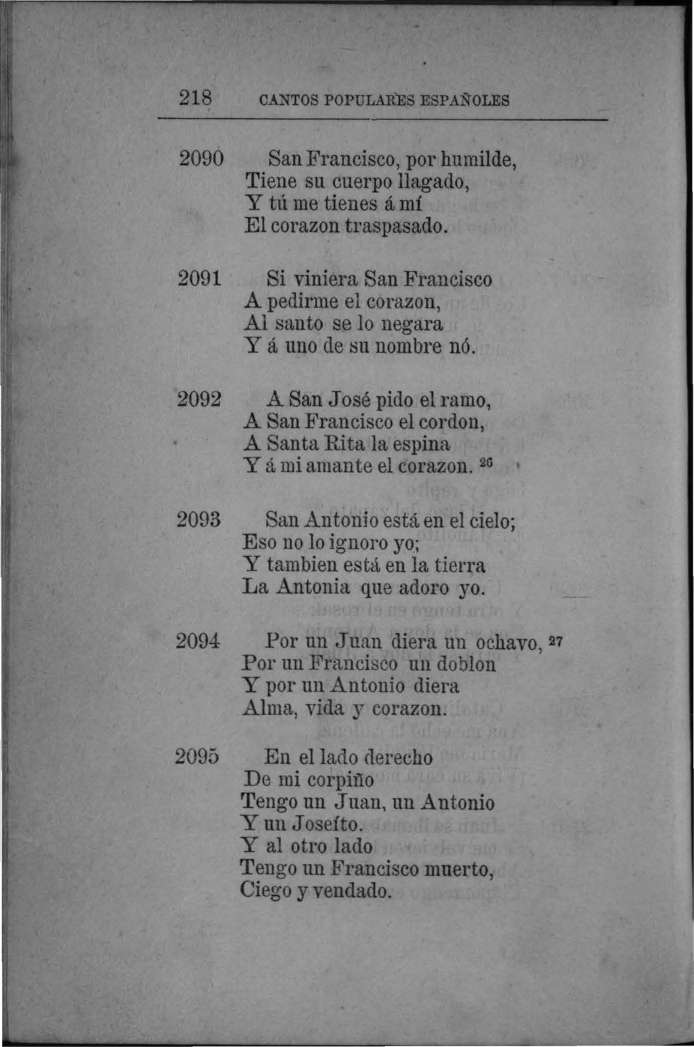 218 CANTOS POPULARES ESPAÑOLES
2090 San Francisco, por humilde,
Tiene su cuerpo llagado,
Y tú me tienes á mí
El corazon traspasado.
2091 Si viniera San Francisco
A pedirme el corazon,
Al santo se lo negara
Y á uno de su nombre nó.
2092 A San José pido el ramo,
A San Francisco el cordon,
A Santa Rita la espina
Y á mi amante el corazon. 26
2093 San Antonio está en el cielo;
Eso no lo ignoro yo;
Y tambien está en la tierra
La Antonia que adoro yo.
2094 Por un Juan diera un ochavo, 27
Por un Francisco un doblon
Y por un Antonio diera
Alma, vida y corazon.
2095 En el lado derecho
De mi corpiño
Tengo un Juan, un Antonio
Y un Joseíto.
Y al otro lado
Tengo un Francisco muerto,
Ciego y vendado.